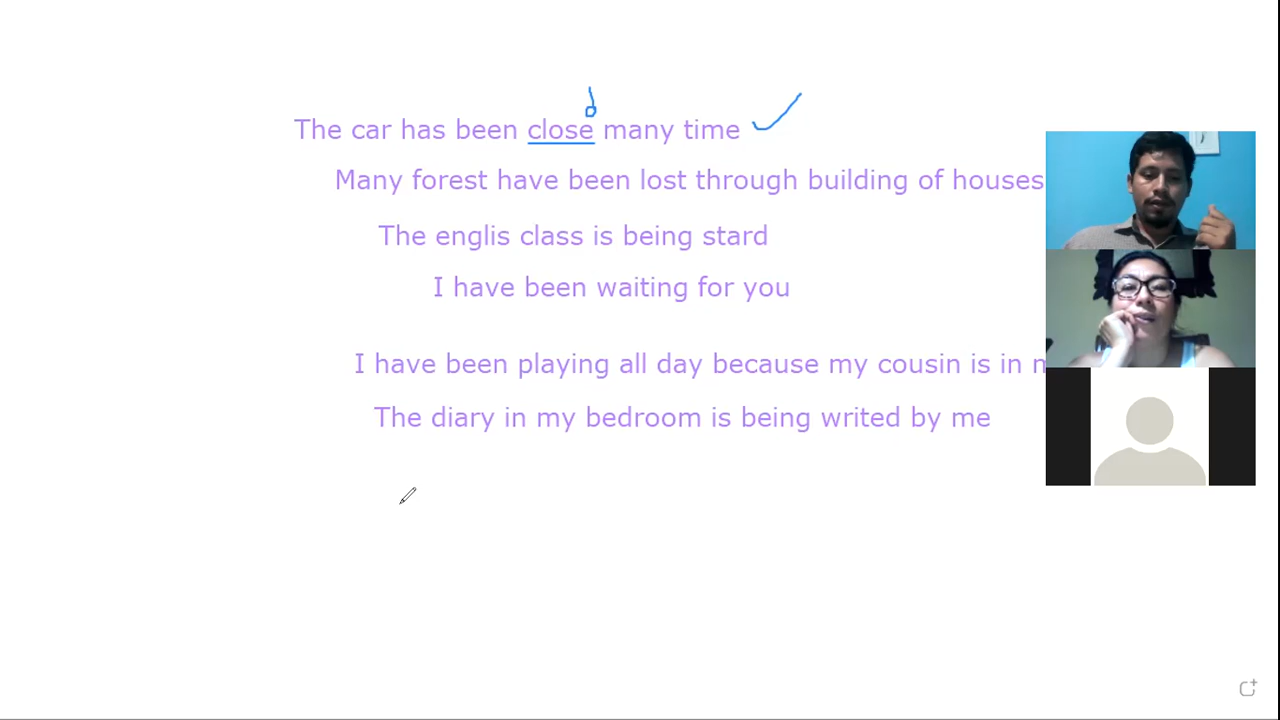 d
The car has been close many time
Many forest have been lost through building of houses
The englis class is being stard
I have been waiting for you
I have been playing all day because my cousin is in
The diary in my bedroom is being writed by me